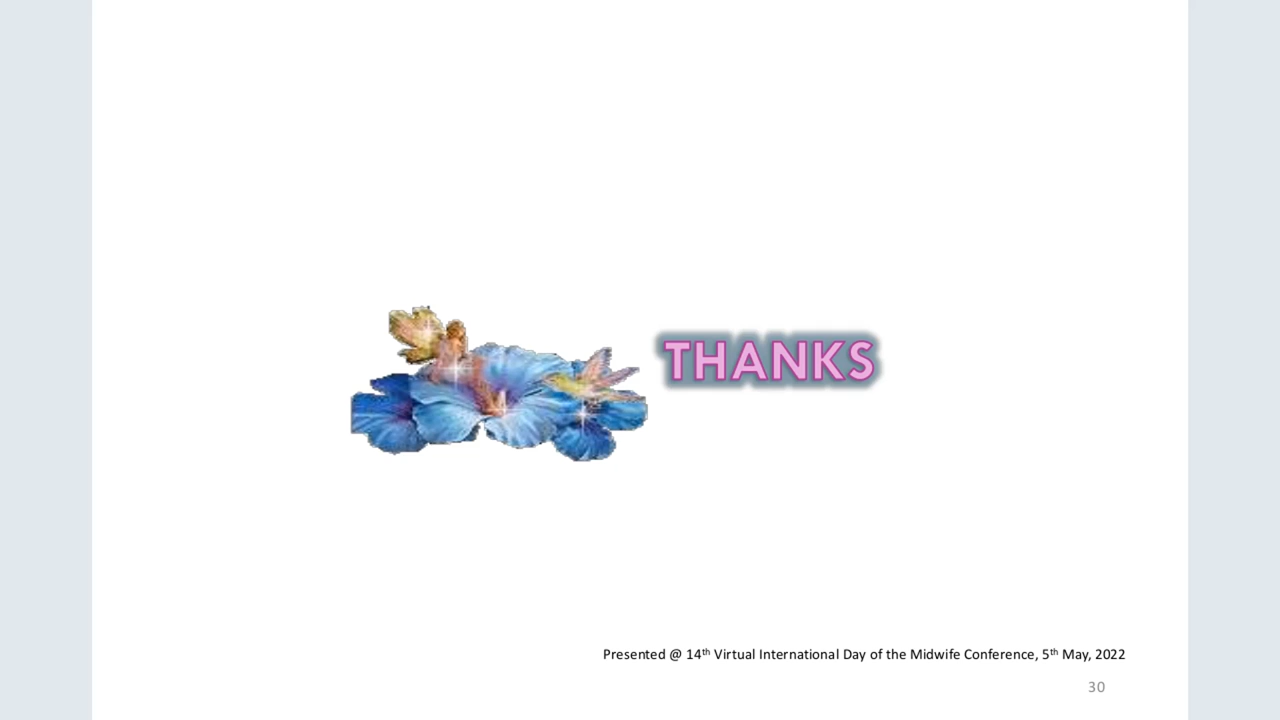 THANKS
Presented @ 14th Virtual International Day of the Midwife Conference, 5th May, 2022
30